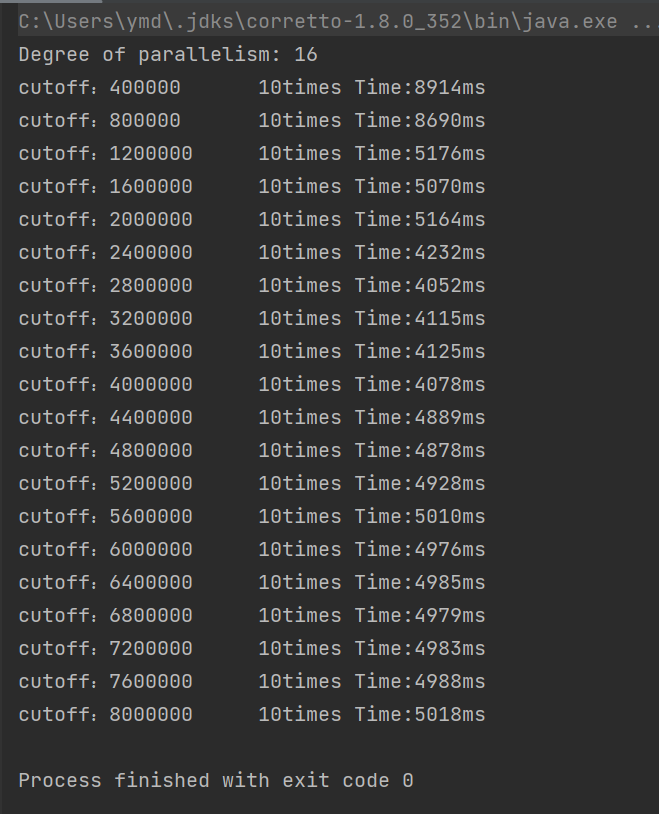 C:\Users\ymd\.jdks\corretto-1.8.0_352\bin\java.exe ...
Degree of parallelism: 16
cutoff：400000		10times Time:8914ms
cutoff：800000		10times Time:8690ms
cutoff：1200000		10times Time:5176ms
cutoff：1600000		10times Time:5070ms
cutoff：2000000		10times Time:5164ms
cutoff：2400000		10times Time:4232ms
cutoff：2800000		10times Time:4052ms
cutoff：3200000		10times Time:4115ms
cutoff：3600000		10times Time:4125ms
cutoff：4000000		10times Time:4078ms
cutoff：4400000		10times Time:4889ms
cutoff：4800000		10times Time:4878ms
cutoff：5200000		10times Time:4928ms
cutoff：5600000		10times Time:5010ms
cutoff：6000000		10times Time:4976ms
cutoff：6400000		10times Time:4985ms
cutoff：6800000		10times Time:4979ms
cutoff：7200000		10times Time:4983ms
cutoff：7600000		10times Time:4988ms
cutoff：8000000		10times Time:5018ms
Process finished with exit code 0